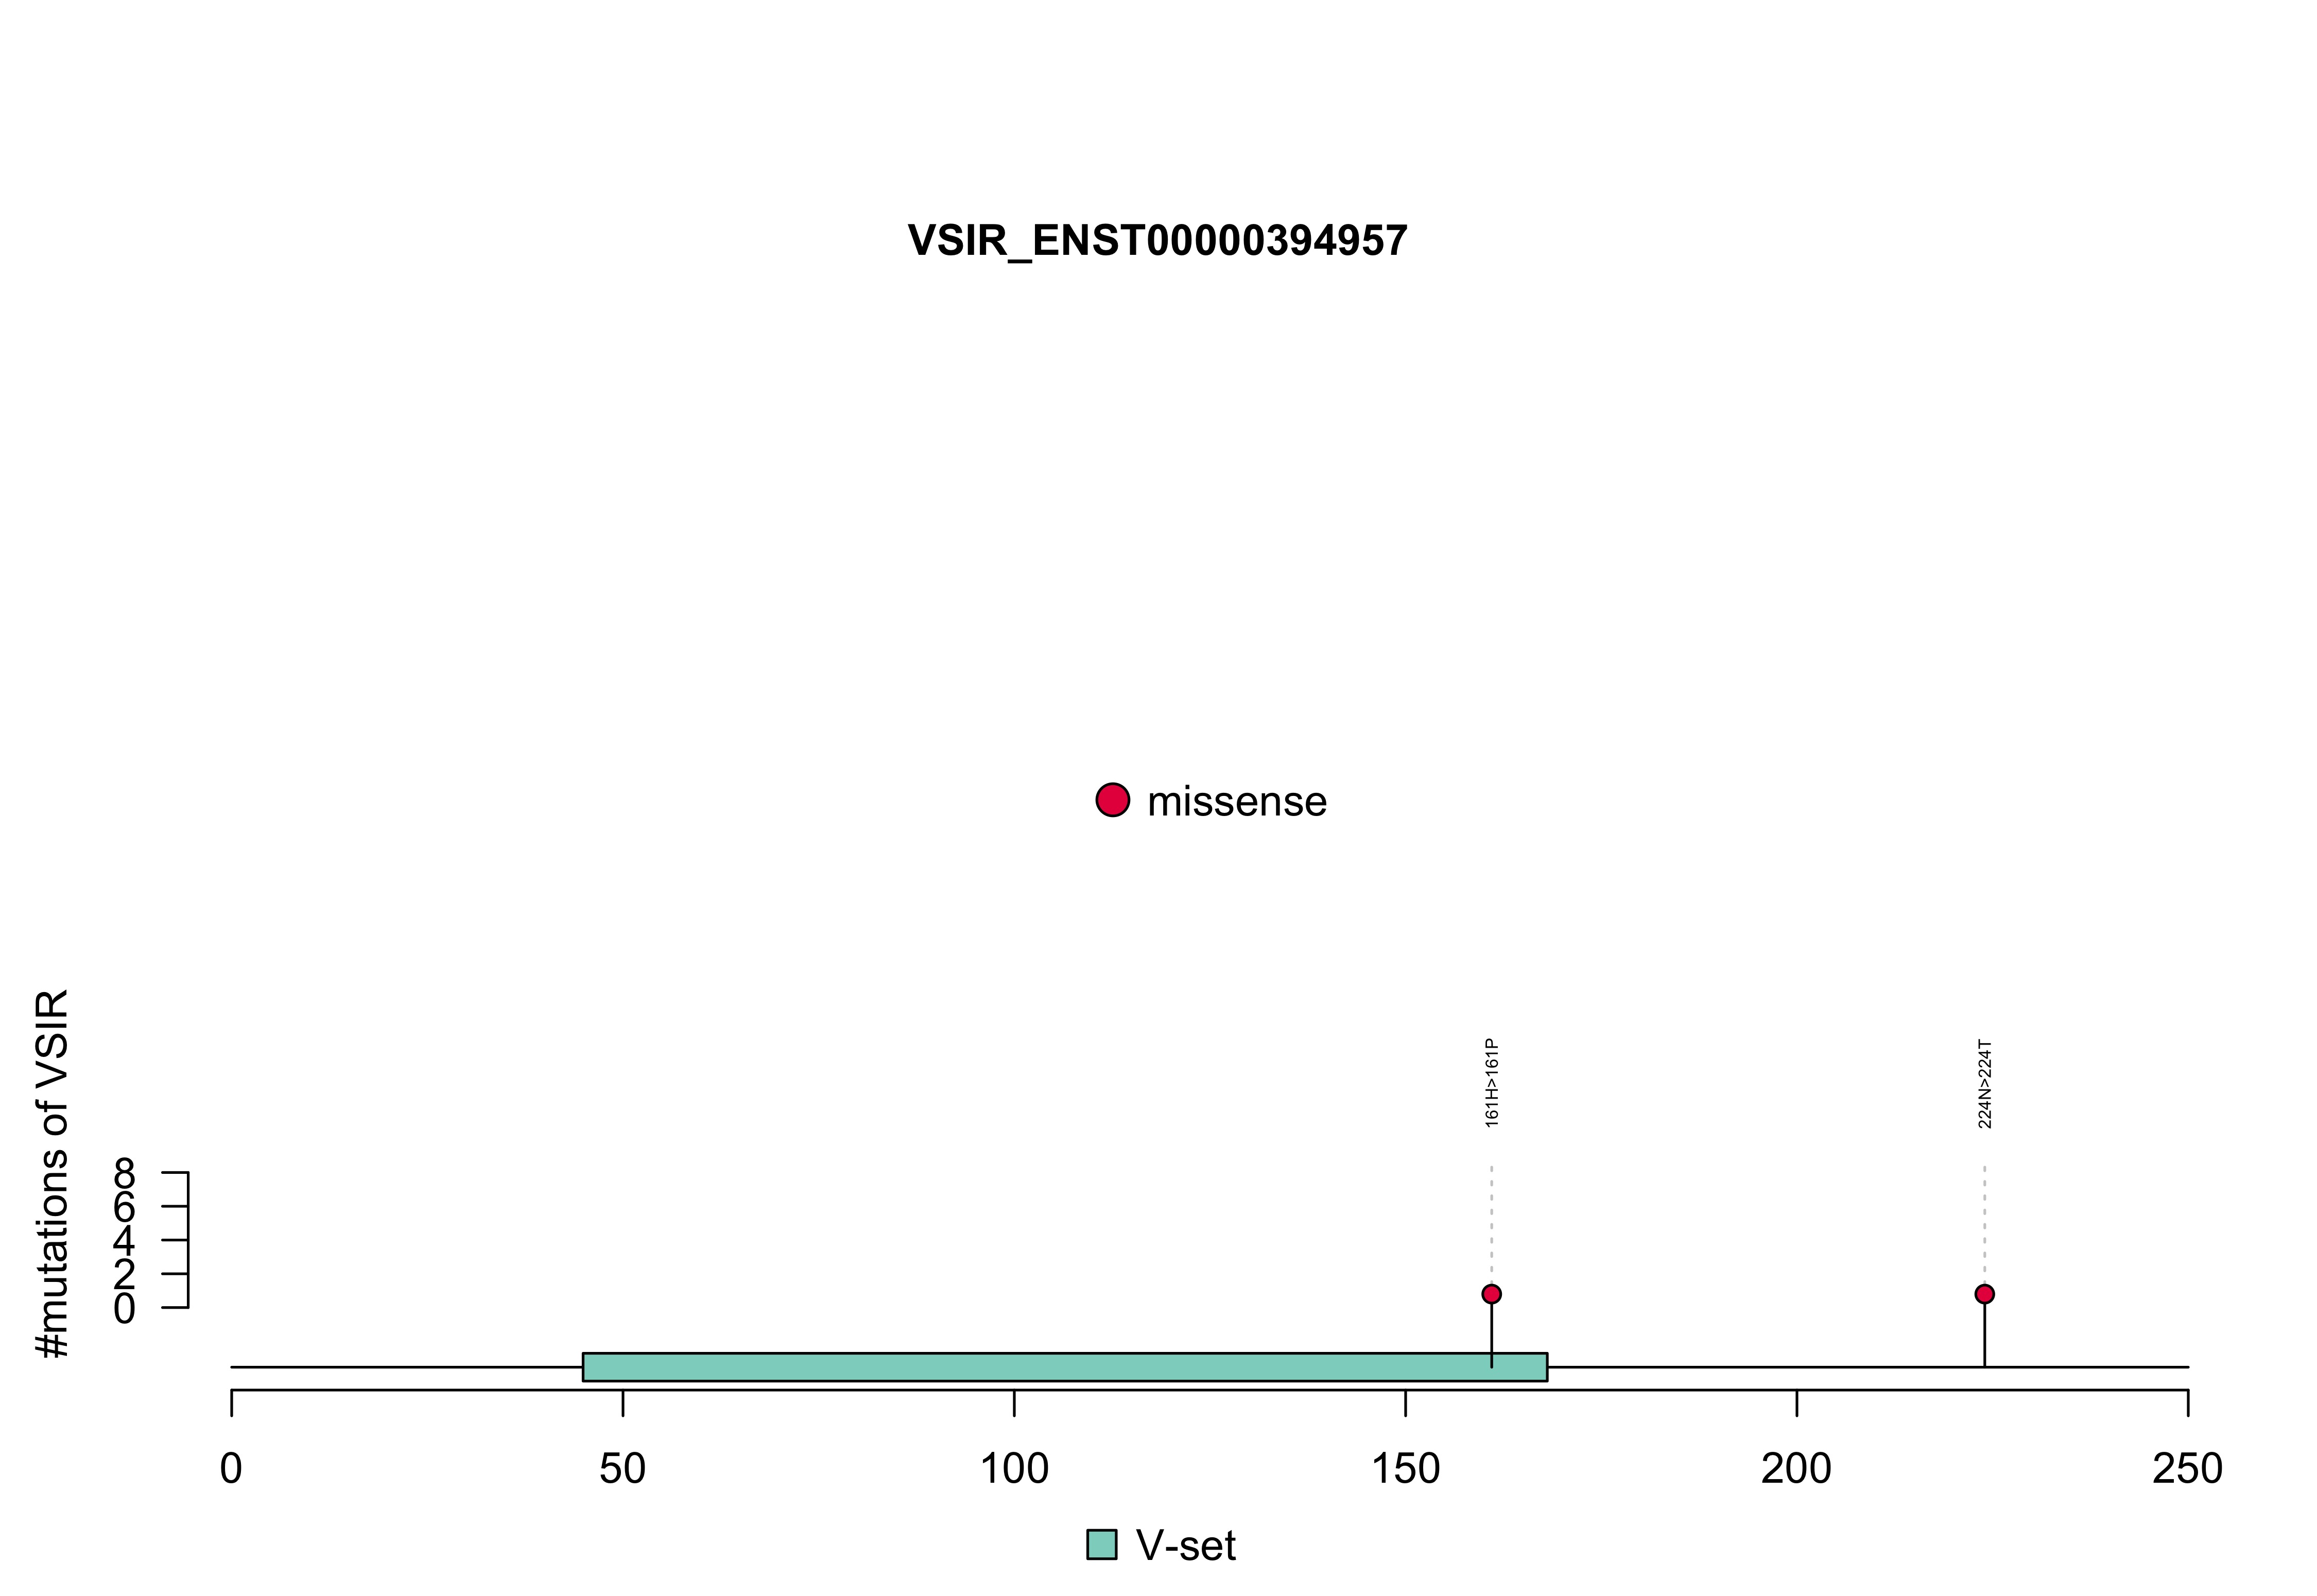 VSIR_ENST00000394957
missense
#mutations of VSIR
161H>161P
224N>224T
8
6
4
2
0
0 50 100 150 200 250
V-set